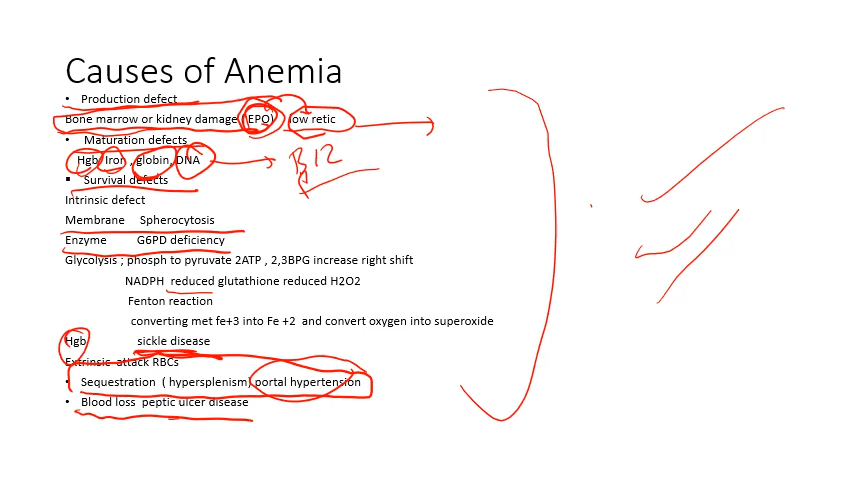 Causes of Anemia
• Production defect
Bone marrow or kidney damage (EPO) low retic
• Maturation defects
Hgb Iron , globin, DNA B12
▪ Survival defects
Intrinsic defect
Membrane Spherocytosis
Enzyme G6PD deficiency
Glycolysis ; phosph to pyruvate 2ATP , 2,3BPG increase right shift
NADPH reduced glutathione reduced H2O2
Fenton reaction
converting met fe+3 into Fe +2 and convert oxygen into superoxide
Hgb sickle disease
Extrinsic attack RBCs
• Sequestration ( hypersplenism) portal hypertension
• Blood loss peptic ulcer disease